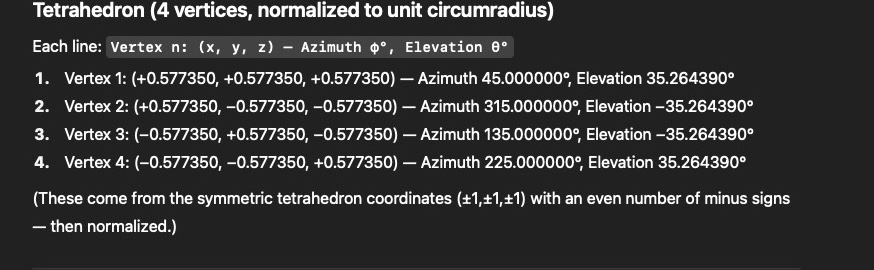 Tetrahedron (4 vertices, normalized to unit circumradius)
Each line: Vertex n: (x, y, z) — Azimuth φ°, Elevation θ°
1. Vertex 1: (+0.577350, +0.577350, +0.577350) — Azimuth 45.000000°, Elevation 35.264390°
2. Vertex 2: (+0.577350, −0.577350, −0.577350) — Azimuth 315.000000°, Elevation −35.264390°
3. Vertex 3: (−0.577350, +0.577350, −0.577350) — Azimuth 135.000000°, Elevation −35.264390°
4. Vertex 4: (−0.577350, −0.577350, +0.577350) — Azimuth 225.000000°, Elevation 35.264390°
(These come from the symmetric tetrahedron coordinates (±1,±1,±1) with an even number of minus signs
— then normalized.)